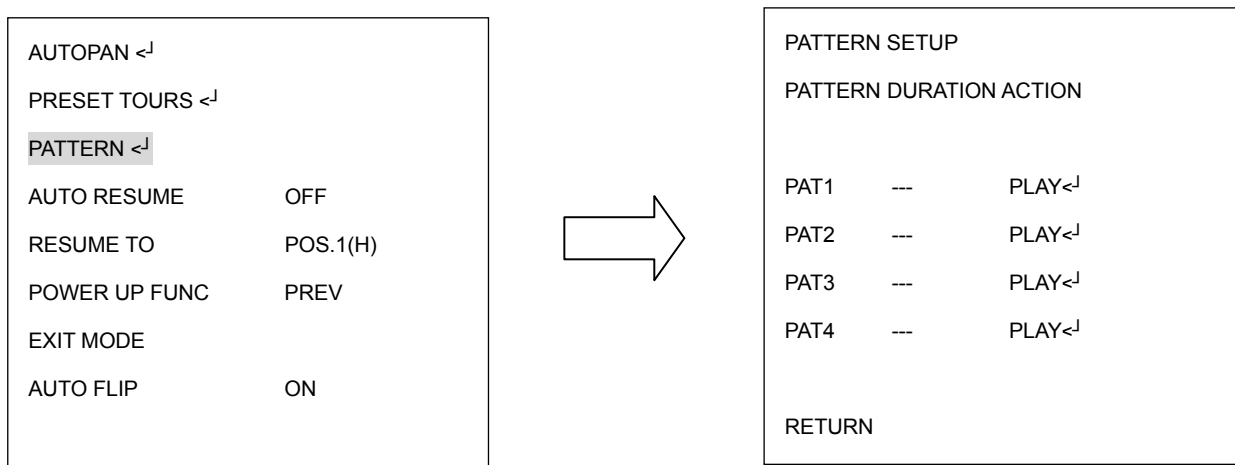 AUTOPAN <┘
PRESET TOURS <┘
PATTERN <┘
AUTO RESUME OFF
RESUME TO POS.1(H)
POWER UP FUNC PREV
EXIT MODE
AUTO FLIP ON
PATTERN SETUP
PATTERN DURATION ACTION
PAT1 --- PLAY<┘
PAT2 --- PLAY<┘
PAT3 --- PLAY<┘
PAT4 --- PLAY<┘
RETURN